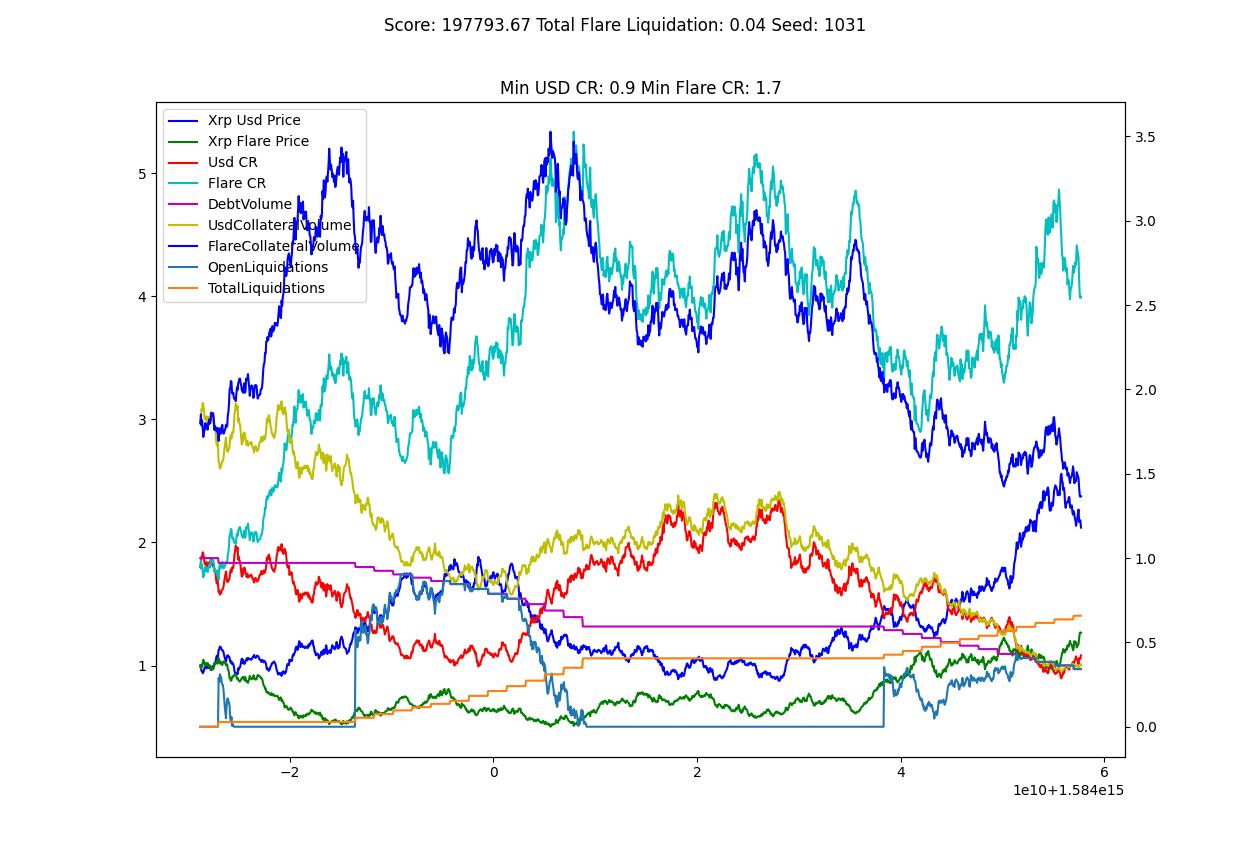 Score: 197793.67 Total Flare Liquidation: 0.04 Seed: 1031
Min USD CR: 0.9 Min Flare CR: 1.7
Xrp Usd Price
Xrp Flare Price
Usd CR
Flare CR
DebtVolume
UsdCollateralVolume
FlareCollateralVolume
OpenLiquidations
TotalLiquidations
5
4
3
2
1
3.5
3.0
2.5
2.0
1.5
1.0
0.5
0.0
−2 0 2 4 6
1e10+1.584e15